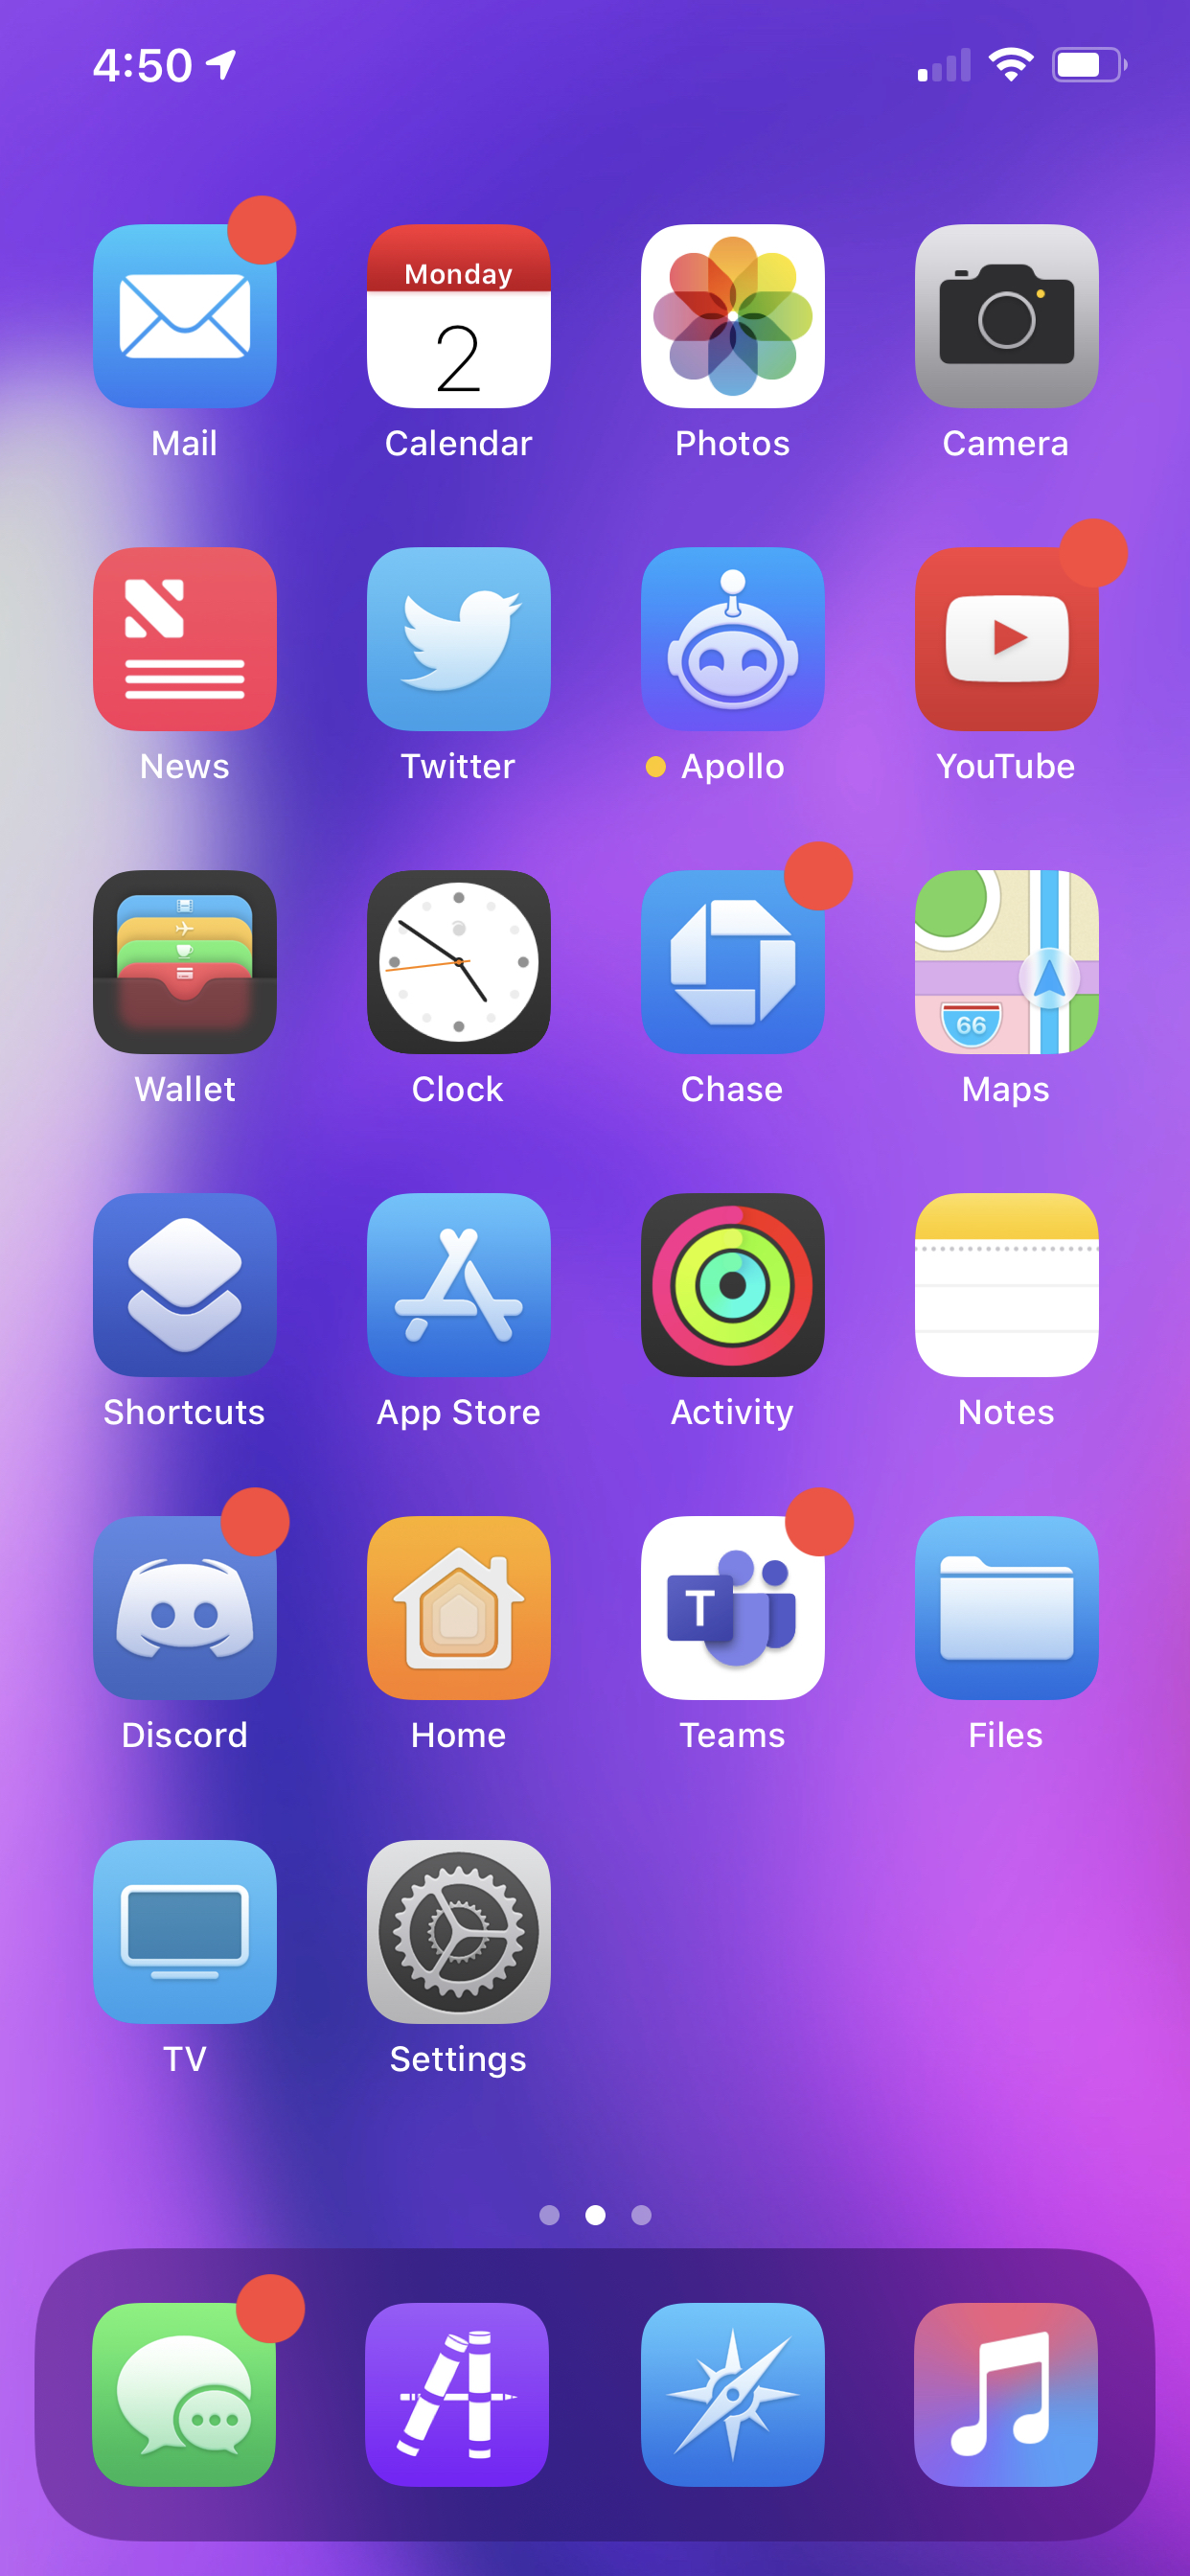 4:50
Monday
2
Mail
Calendar
Photos
Camera
News
Twitter
Apollo
YouTube
66
Wallet
Clock
Chase
Maps
Shortcuts
App Store
Activity
Notes
T
Discord
Home
Teams
Files
TV
Settings